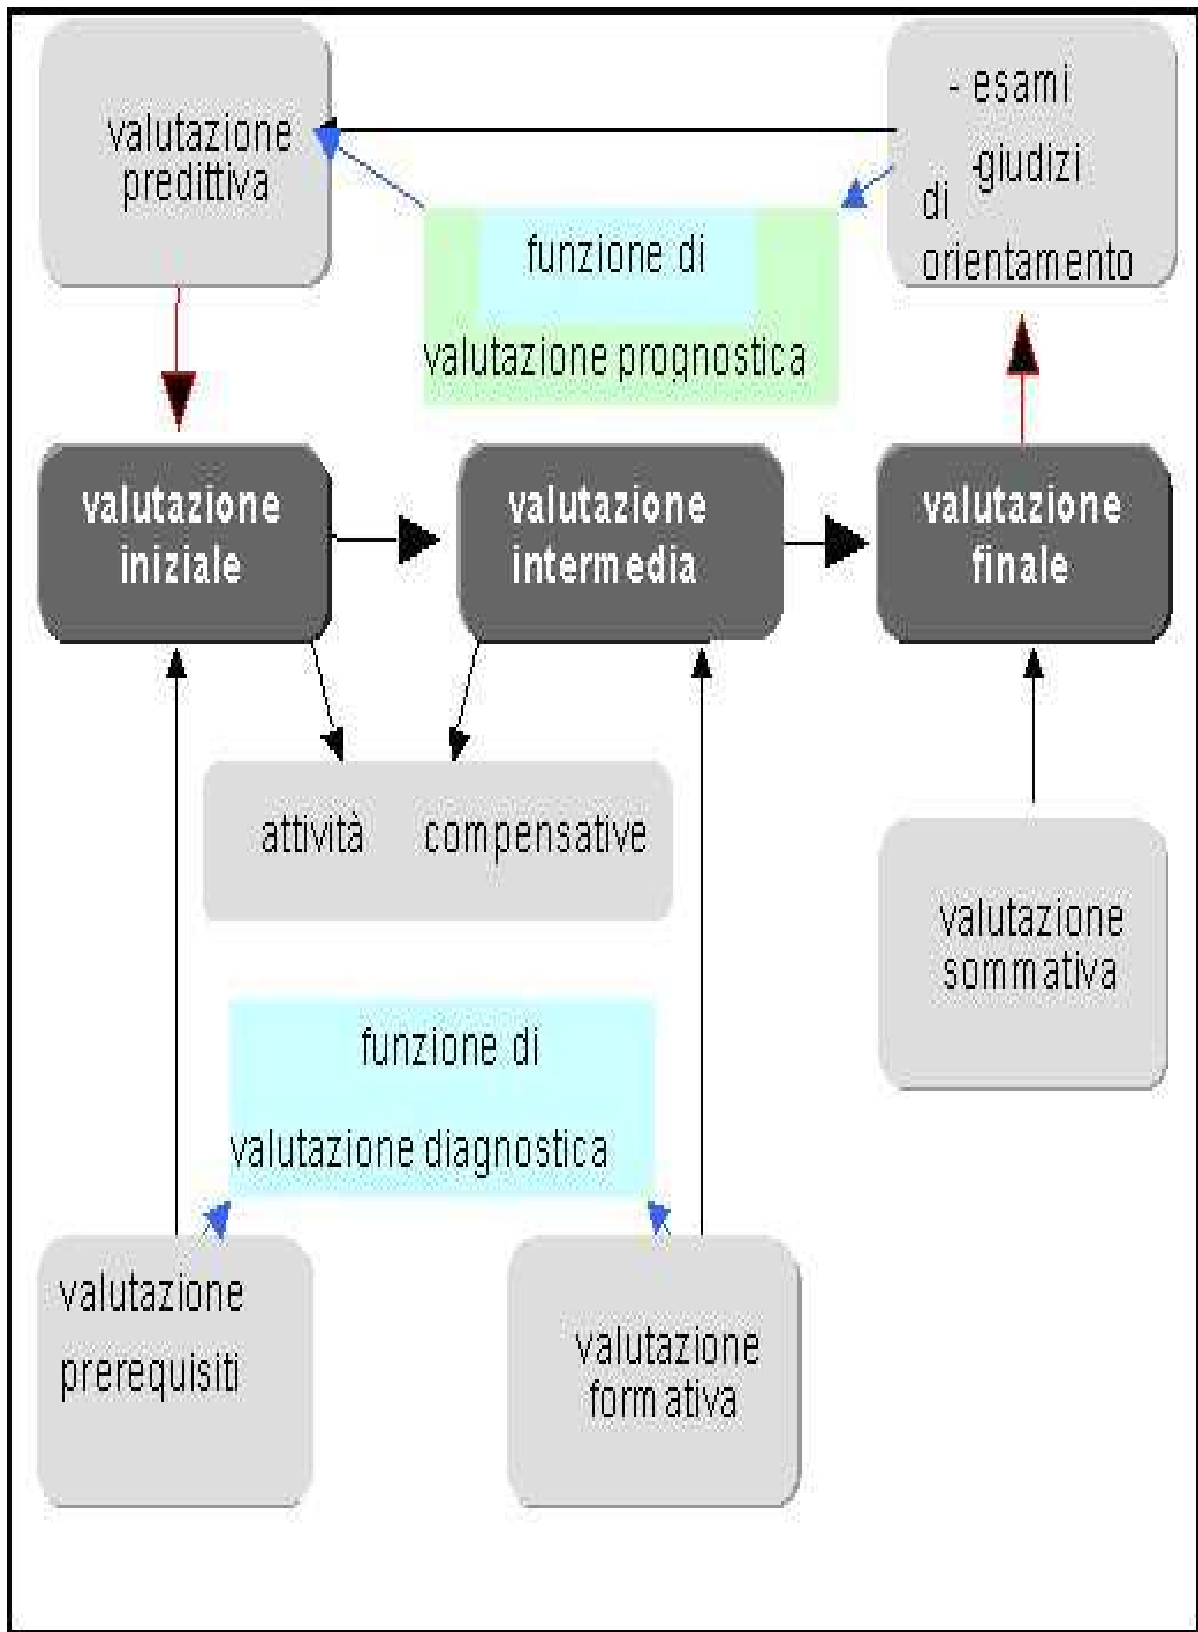 valutazione
predittiva
- esami
-giudizi
di
orientamento
funzione di
valutazione prognostica
valutazione
iniziale
valutazione
intermedia
valutazione
finale
attività compensative
valutazione
sommativa
funzione di
valutazione diagnostica
valutazione
prerequisiti
valutazione
formativa